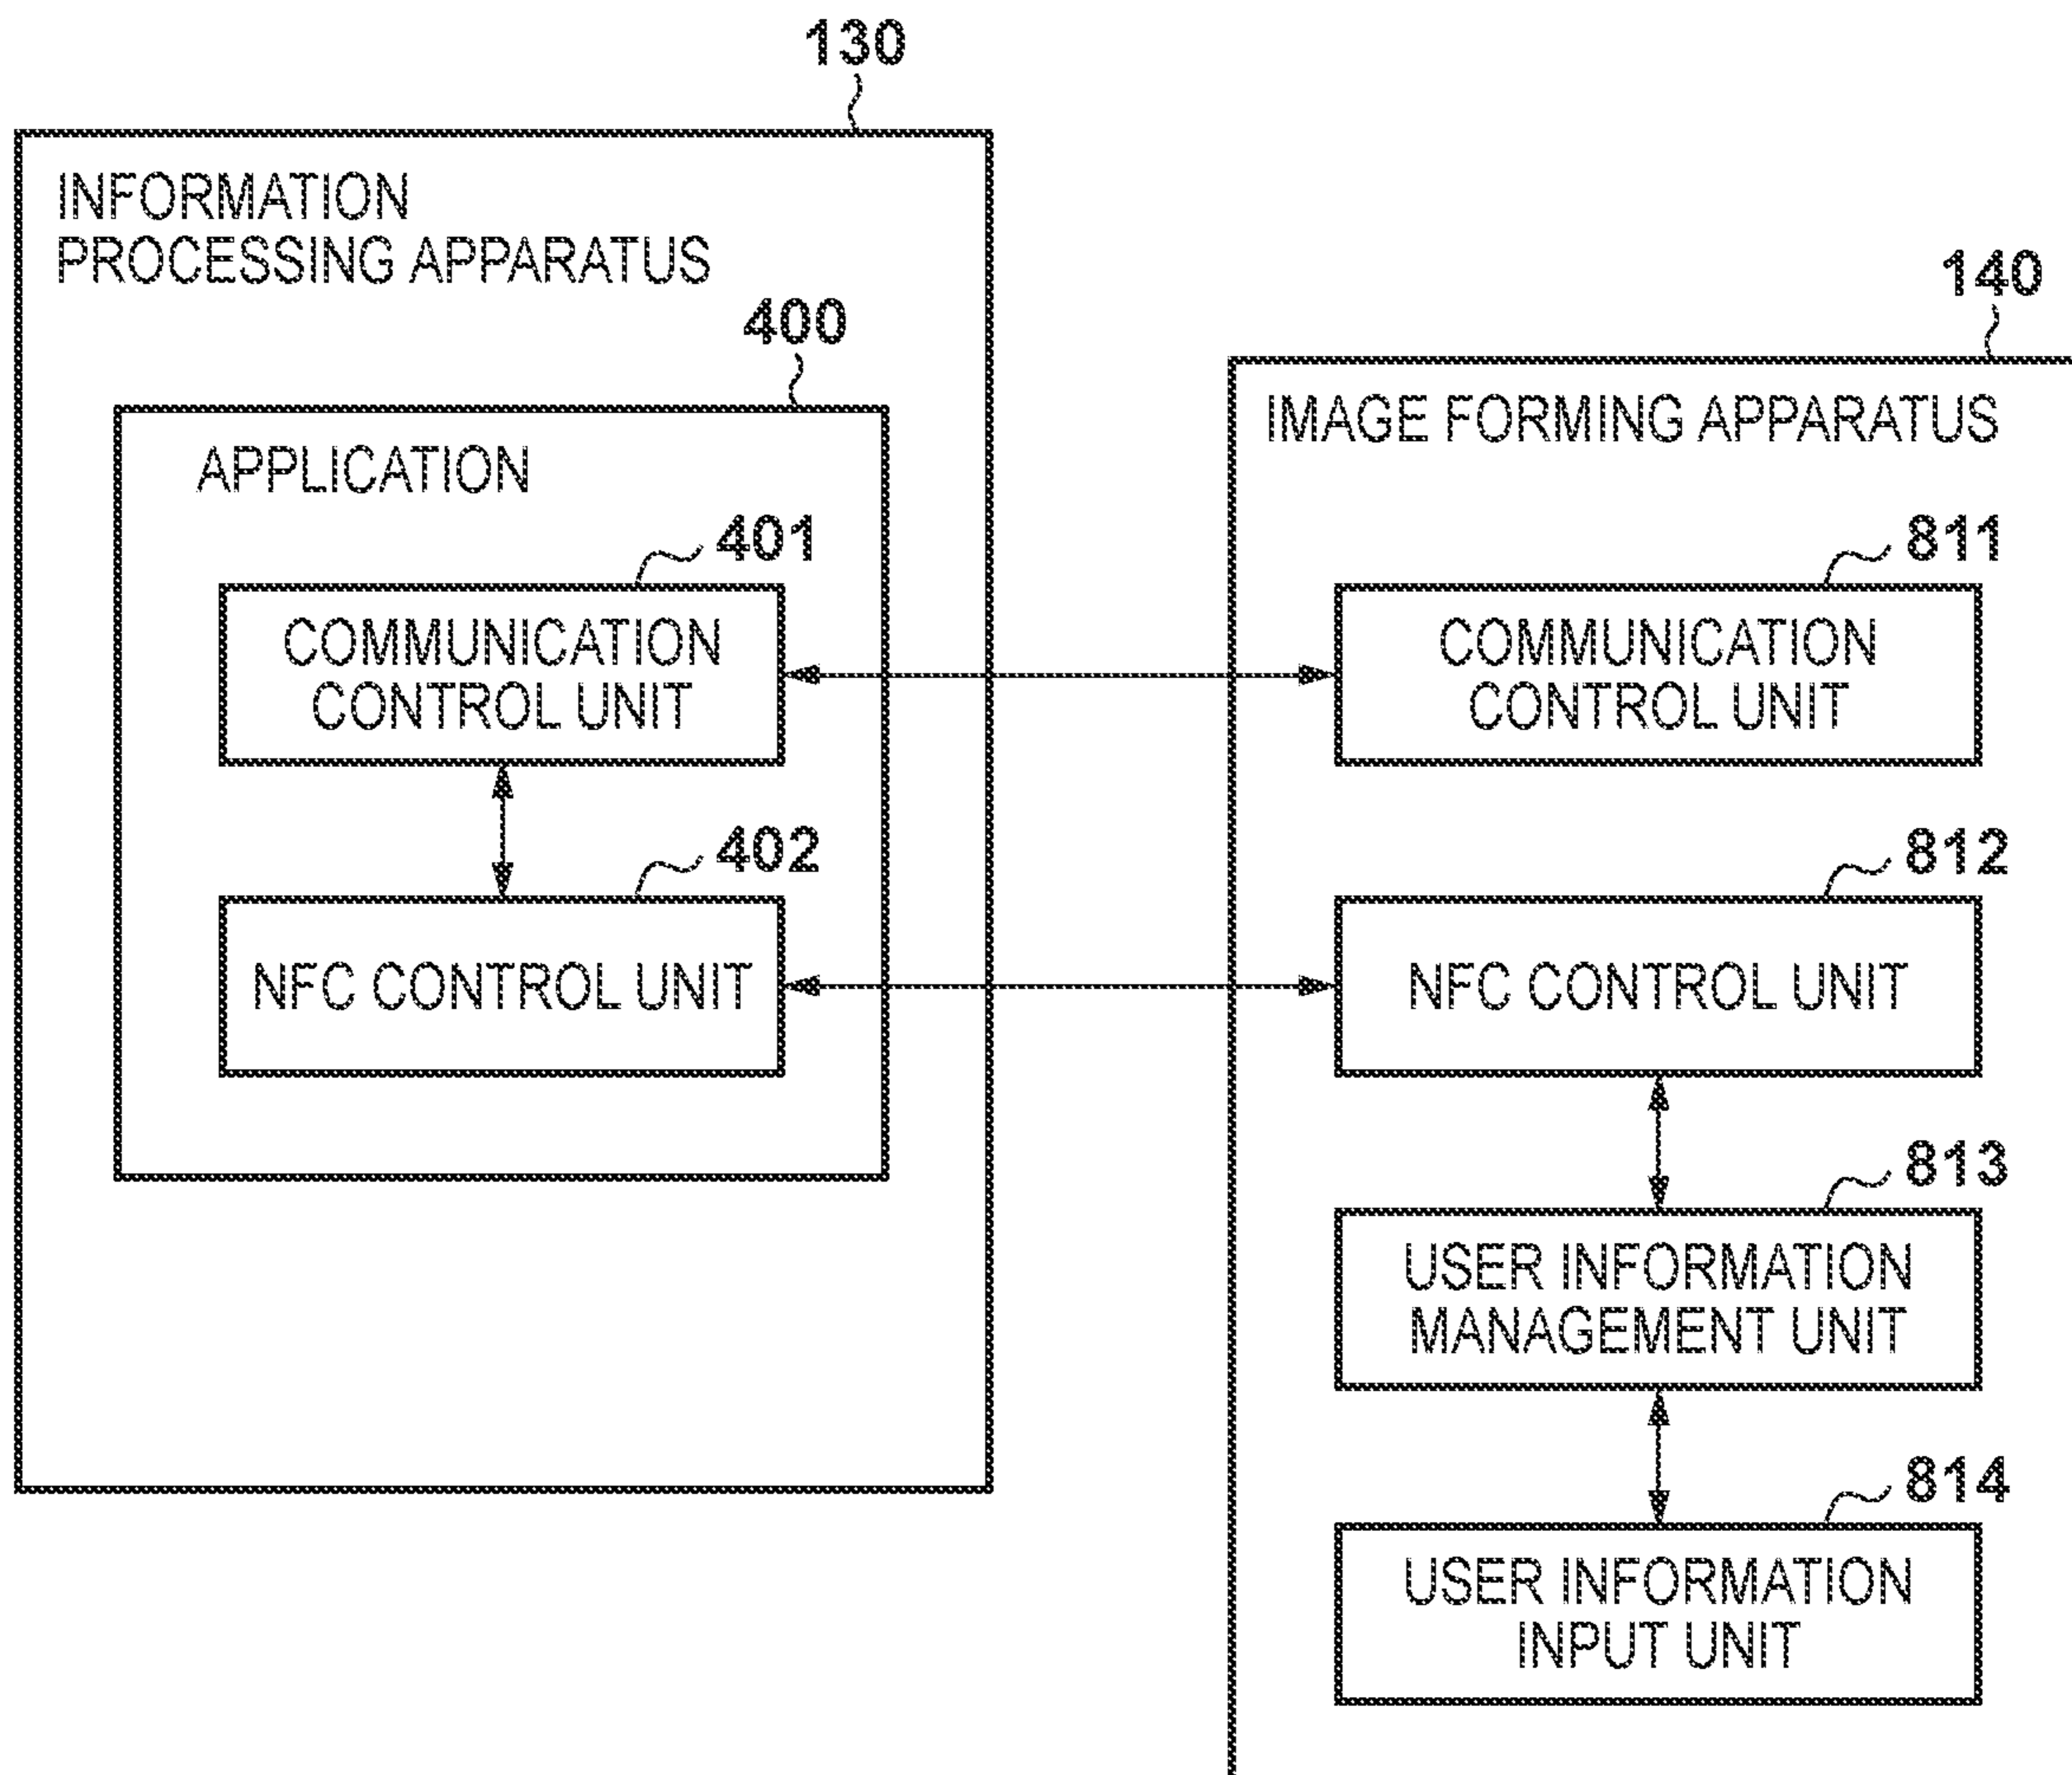 130
INFORMATION
PROCESSING APPARATUS
400
APPLICATION
401
COMMUNICATION
CONTROL UNIT
402
NFC CONTROL UNIT
140
IMAGE FORMING APPARATUS
811
COMMUNICATION
CONTROL UNIT
812
NFC CONTROL UNIT
813
USER INFORMATION
MANAGEMENT UNIT
814
USER INFORMATION
INPUT UNIT